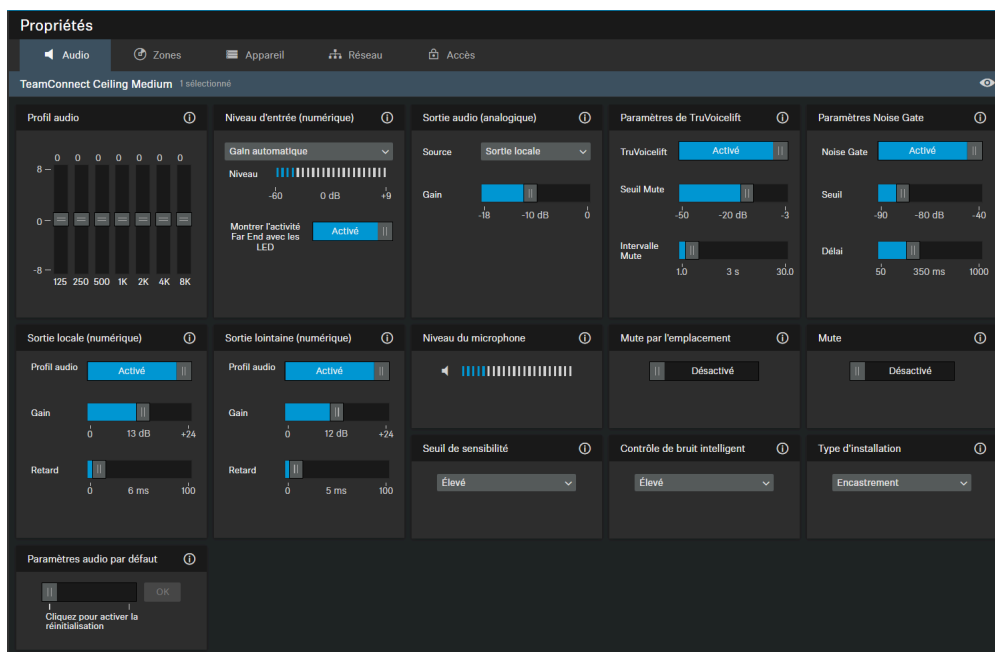 Propriétés
Audio Zones Appareil Réseau Accès
TeamConnect Ceiling Medium 1 sélectionné
Profil audio
0 0 0 0 0 0 0
8
0
-8
125 250 500 1K 2K 4K 8K
Niveau d'entrée (numérique)
Gain automatique
Niveau
-60 0 dB +9
Montrer l'activité
Far End avec les
LED
Activé
Sortie audio (analogique)
Source Sortie locale
Gain
-18 -10 dB 0
Paramètres de TruVoicelift
TruVoicelift Activé
Seuil Mute
-50 -20 dB -3
Intervalle
Mute
1.0 3 s 30.0
Paramètres Noise Gate
Noise Gate Activé
Seuil
-90 -80 dB -40
Délai
50 350 ms 1000
Sortie locale (numérique)
Profil audio Activé
Gain
0 13 dB +24
Retard
0 6 ms 100
Sortie lointaine (numérique)
Profil audio Activé
Gain
0 12 dB +24
Retard
0 5 ms 100
Niveau du microphone
Mute par l'emplacement
Désactivé
Mute
Désactivé
Seuil de sensibilité
Élevé
Contrôle de bruit intelligent
Élevé
Type d'installation
Encastrement
Paramètres audio par défaut
OK
Cliquez pour activer la
réinitialisation